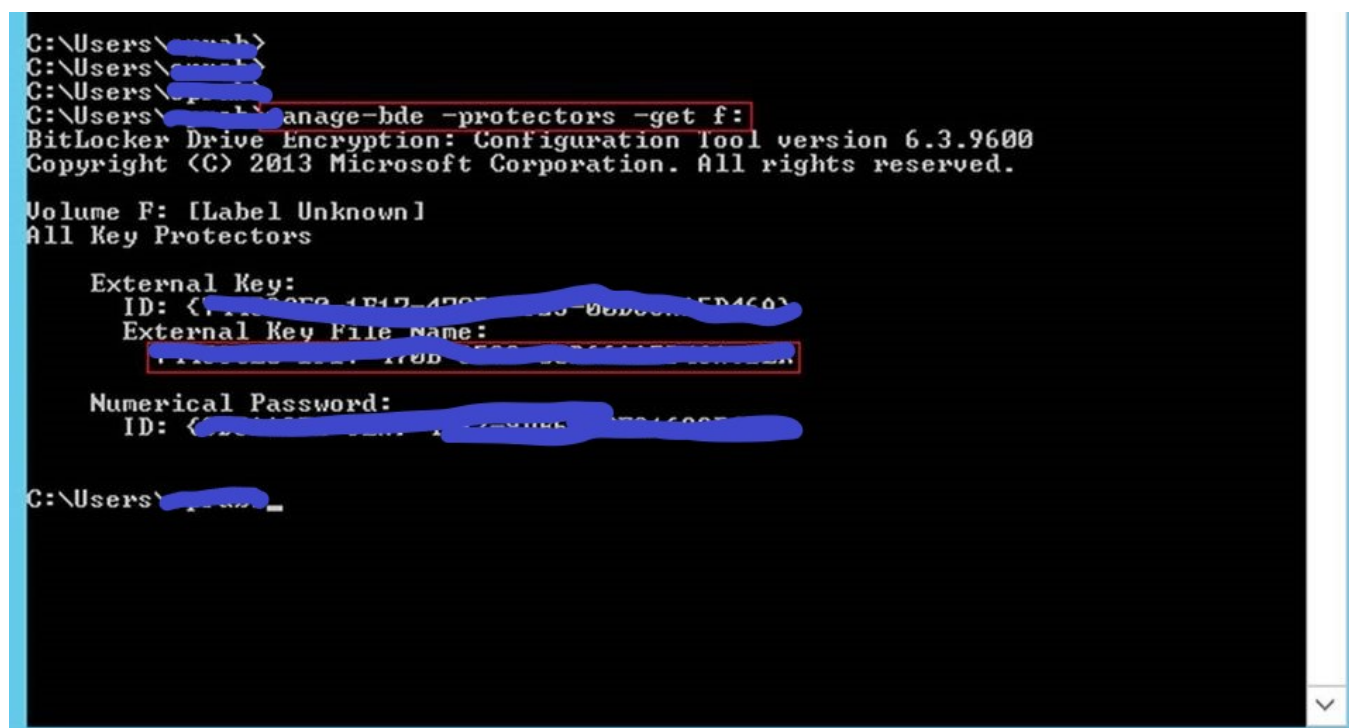 C:\Users\
C:\Users\
C:\Users\
C:\Users\ anage-bde -protectors -get f:
BitLocker Drive Encryption: Configuration Tool version 6.3.9600
Copyright (C) 2013 Microsoft Corporation. All rights reserved.
Volume F: [Label Unknown]
All Key Protectors
External Key:
ID: {
External Key File Name:
Numerical Password:
ID: {
C:\Users\